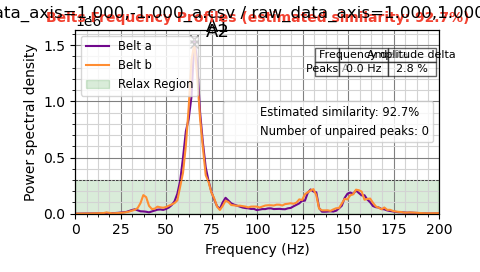 ata_axis=1,000_-1,000_a.csv / raw_data_axis=1,000 1,000
Belts Frequency Profiles (estimated similarity: 92.7%)
1e6
A1
A2
Belt a
Belt b
Relax Region
Frequency delta Amplitude delta
Peaks A 0.0 Hz 2.8 %
Estimated similarity: 92.7%
Number of unpaired peaks: 0
Power spectral density
1.5
1.0
0.5
0.0
0 25 50 75 100 125 150 175 200
Frequency (Hz)